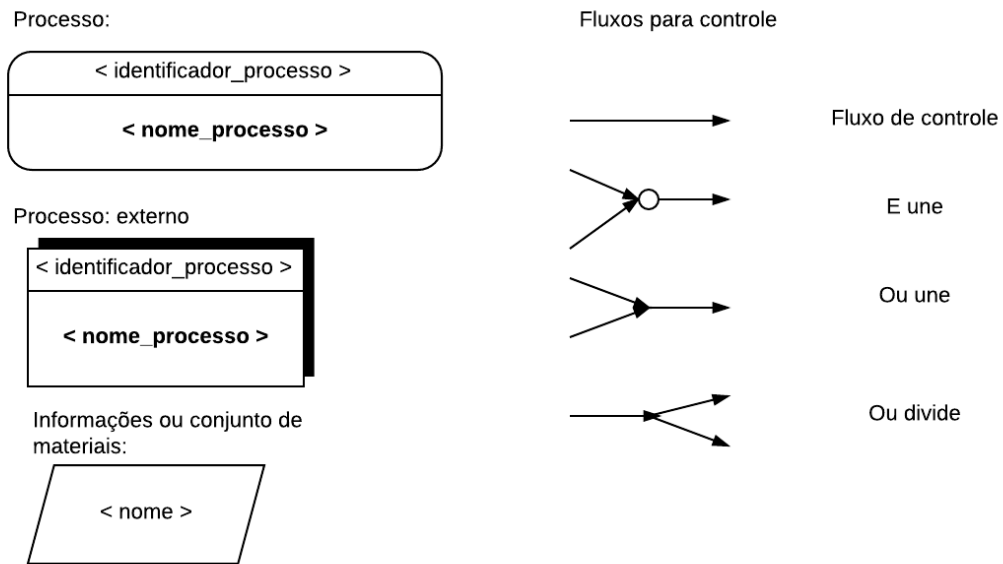 Processo:
< identificador_processo >
< nome_processo >
Processo: externo
< identificador_processo >
< nome_processo >
Informações ou conjunto de
materiais:
< nome >
Fluxos para controle
Fluxo de controle
E une
Ou une
Ou divide